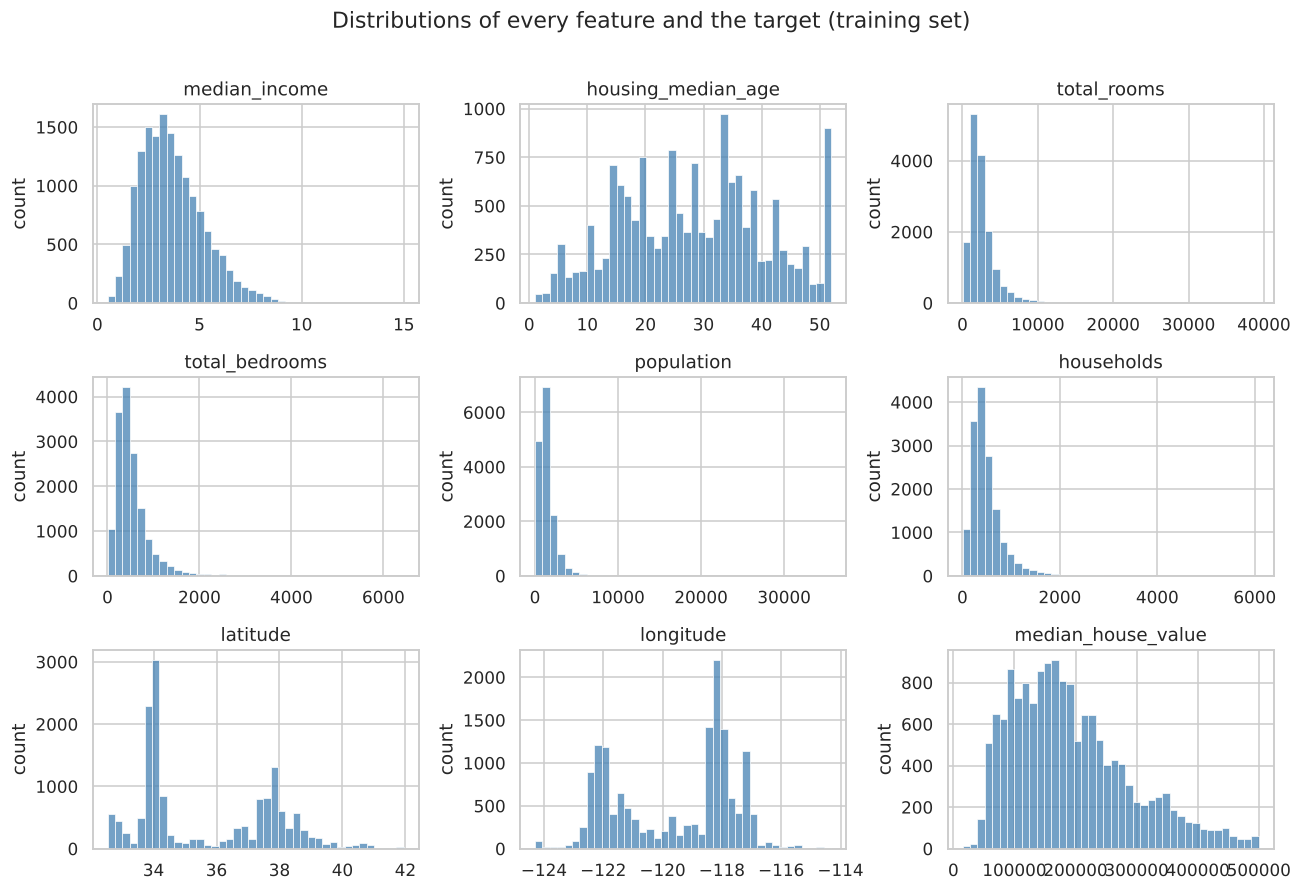 Distributions of every feature and the target (training set)
median_income
housing_median_age
total_rooms
count
0
500
1000
1500
0 5 10 15
count
0
250
500
750
1000
0 10 20 30 40 50
count
0
2000
4000
0 10000 20000 30000 40000
total_bedrooms
population
households
count
0
1000
2000
3000
4000
0 2000 4000 6000
count
0
2000
4000
6000
0 10000 20000 30000
count
0
1000
2000
3000
4000
0 2000 4000 6000
latitude
longitude
median_house_value
count
0
1000
2000
3000
34 36 38 40 42
count
0
500
1000
1500
2000
−124 −122 −120 −118 −116 −114
count
0
200
400
600
800
0 100000 200000 300000 400000 500000